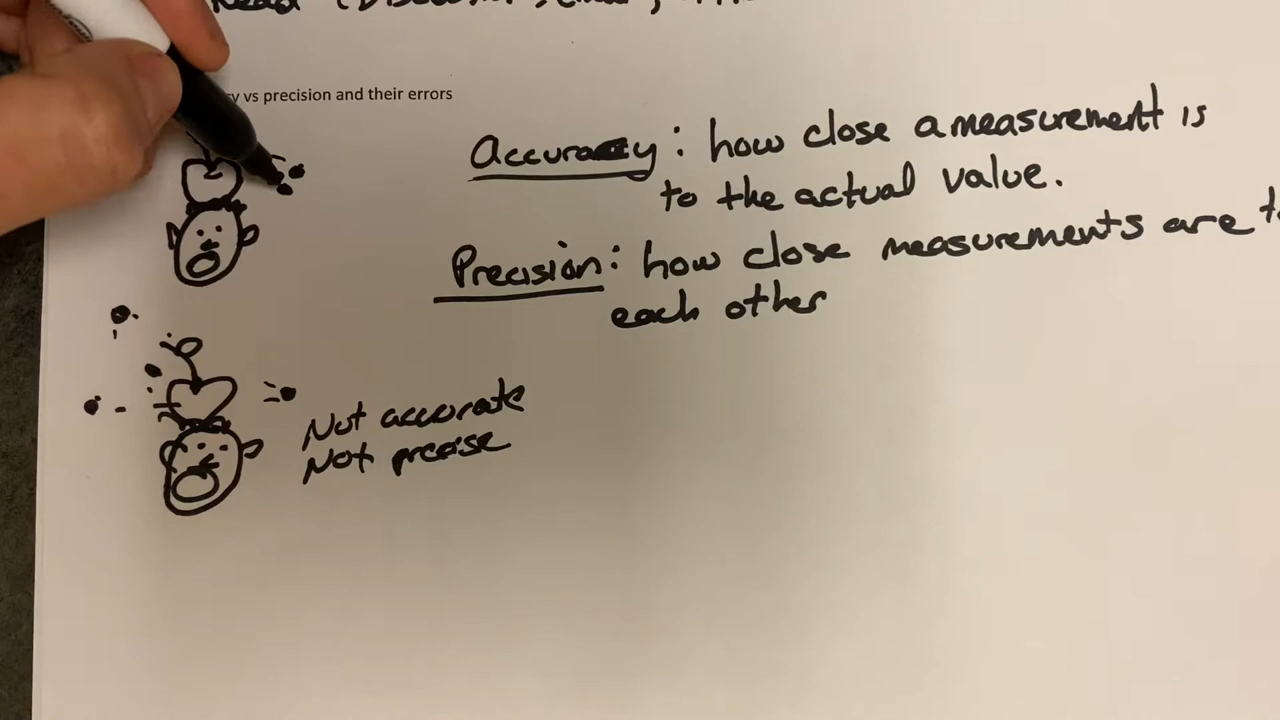 Read
y vs precision and their errors
Accuracy: how close a measurement is
to the actual value.
Precision: how close measurements are
each other
Not accurate
Not precise